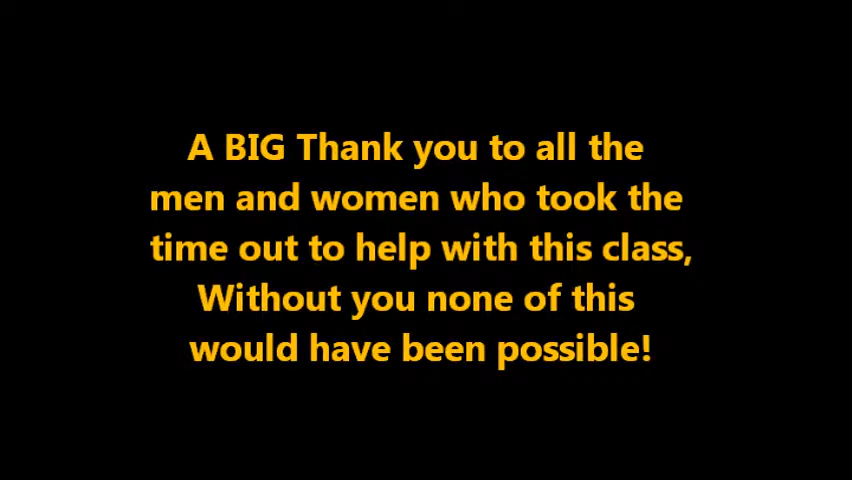 A BIG Thank you to all the
men and women who took the
time out to help with this class,
Without you none of this
would have been possible!